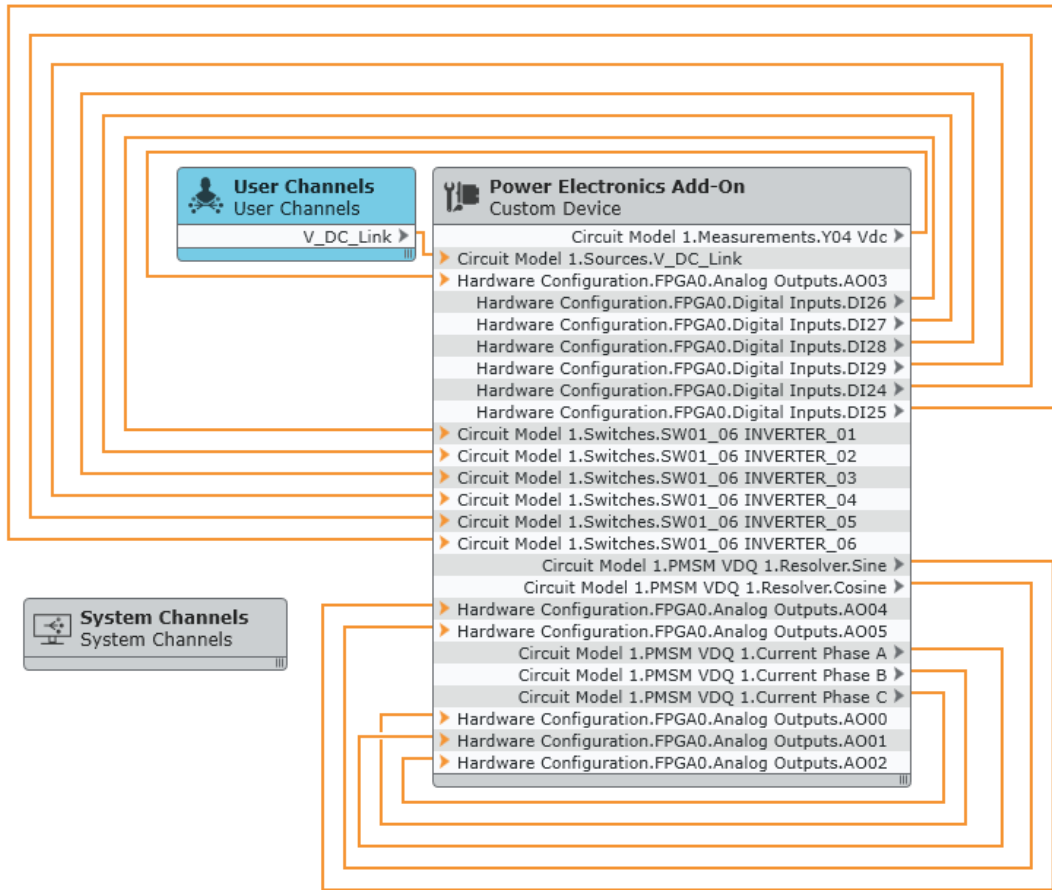 User Channels
User Channels
V_DC_Link
Power Electronics Add-On
Custom Device
Circuit Model 1.Measurements.Y04 Vdc
Circuit Model 1.Sources.V_DC_Link
Hardware Configuration.FPGA0.Analog Outputs.AO03
Hardware Configuration.FPGA0.Digital Inputs.DI26
Hardware Configuration.FPGA0.Digital Inputs.DI27
Hardware Configuration.FPGA0.Digital Inputs.DI28
Hardware Configuration.FPGA0.Digital Inputs.DI29
Hardware Configuration.FPGA0.Digital Inputs.DI24
Hardware Configuration.FPGA0.Digital Inputs.DI25
Circuit Model 1.Switches.SW01_06 INVERTER_01
Circuit Model 1.Switches.SW01_06 INVERTER_02
Circuit Model 1.Switches.SW01_06 INVERTER_03
Circuit Model 1.Switches.SW01_06 INVERTER_04
Circuit Model 1.Switches.SW01_06 INVERTER_05
Circuit Model 1.Switches.SW01_06 INVERTER_06
Circuit Model 1.PMSM VDQ 1.Resolver.Sine
Circuit Model 1.PMSM VDQ 1.Resolver.Cosine
Hardware Configuration.FPGA0.Analog Outputs.AO04
Hardware Configuration.FPGA0.Analog Outputs.AO05
Circuit Model 1.PMSM VDQ 1.Current Phase A
Circuit Model 1.PMSM VDQ 1.Current Phase B
Circuit Model 1.PMSM VDQ 1.Current Phase C
Hardware Configuration.FPGA0.Analog Outputs.AO00
Hardware Configuration.FPGA0.Analog Outputs.AO01
Hardware Configuration.FPGA0.Analog Outputs.AO02
System Channels
System Channels